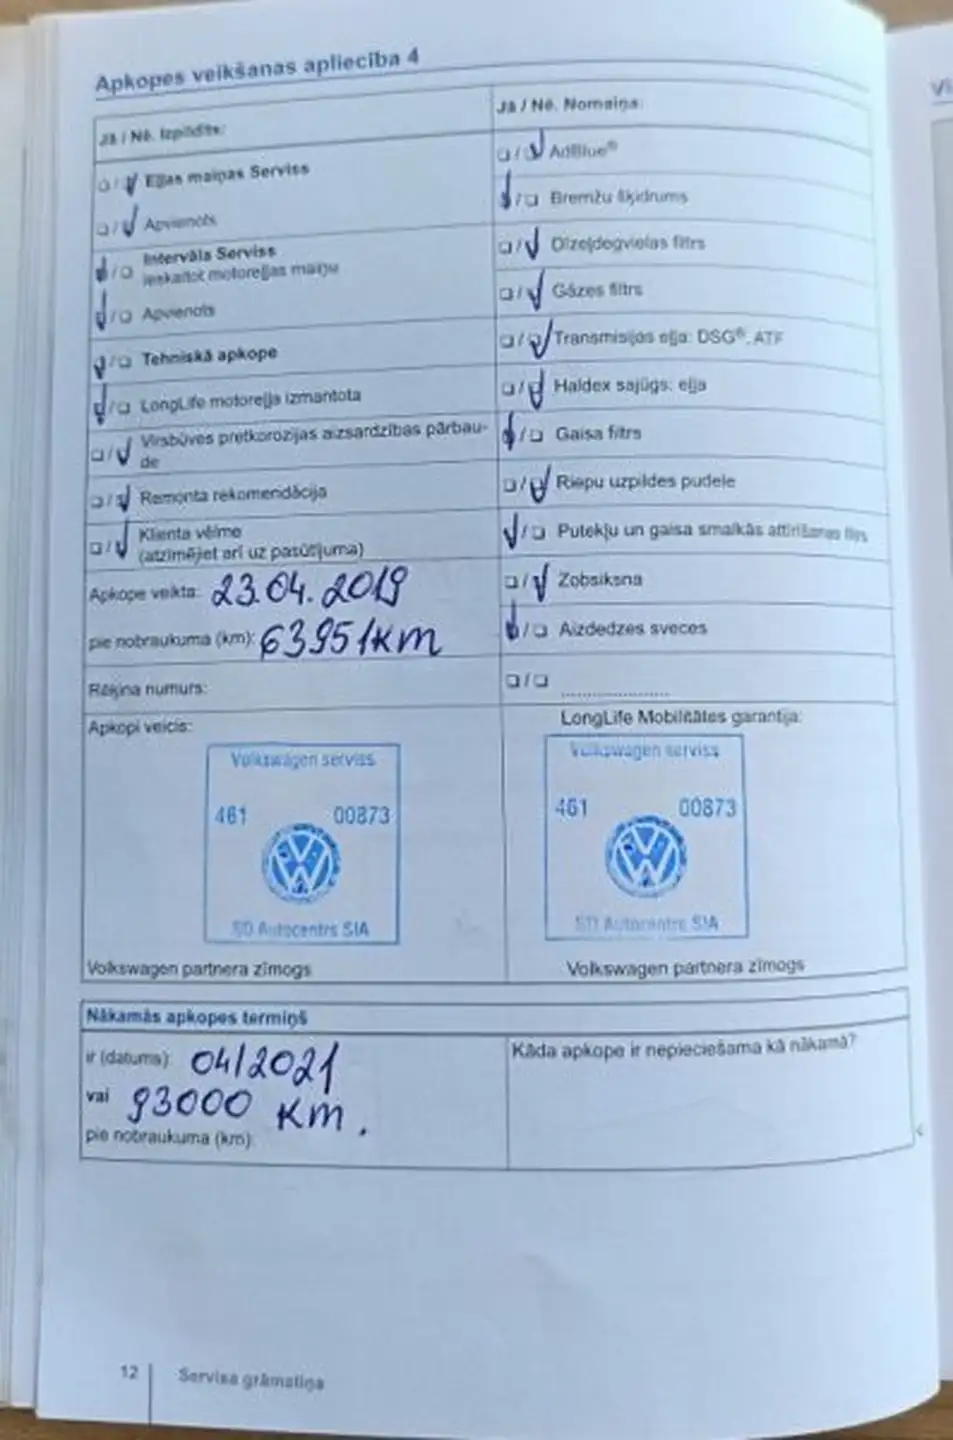 Apkopes veikšanas apliecība 4
Jā / Nē. Izpildīts:
☐ / ✓ Eļļas maiņas Serviss
☐ / ✓ Apvienots
✓ / ☐ Intervāla Serviss
ieskaitot motoreļļas maiņu
✓ / ☐ Apvienots
✓ / ☐ Tehniskā apkope
✓ / ☐ LongLife motoreļļa izmantota
☐ / ✓ Virsbūves pretkorozijas aizsardzības pārbau-
de
☐ / ✓ Remonta rekomendācija
☐ / ✓ Klienta vēlme
(atzīmējiet arī uz pasūtījuma)
Apkope veikta: 23.04.2019
pie nobraukuma (km): 63951km
Rēķina numurs:
Apkopi veicis:
Volkswagen serviss
461 00873
SD Autocentrs SIA
Volkswagen partnera zīmogs
Jā / Nē. Nomaiņa:
☐ / ✓ AdBlue®
✓ / ☐ Bremžu šķidrums
☐ / ✓ Dīzeļdegvielas filtrs
☐ / ✓ Gāzes filtrs
☐ / ✓ Transmisijas eļļa: DSG®, ATF
☐ / ✓ Haldex sajūgs: eļļa
✓ / ☐ Gaisa filtrs
☐ / ✓ Riepu uzpildes pudele
✓ / ☐ Putekļu un gaisa smalkās attīrīšanas filtrs
☐ / ✓ Zobsiksna
✓ / ☐ Aizdedzes sveces
☐ / ☐ ....................
LongLife Mobilitātes garantija:
Volkswagen serviss
461 00873
SD Autocentrs SIA
Volkswagen partnera zīmogs
Nākamās apkopes termiņš
ir (datums): 04/2021
vai 93000 km.
pie nobraukuma (km):
Kāda apkope ir nepieciešama kā nākamā?
12 Servisa grāmatiņa